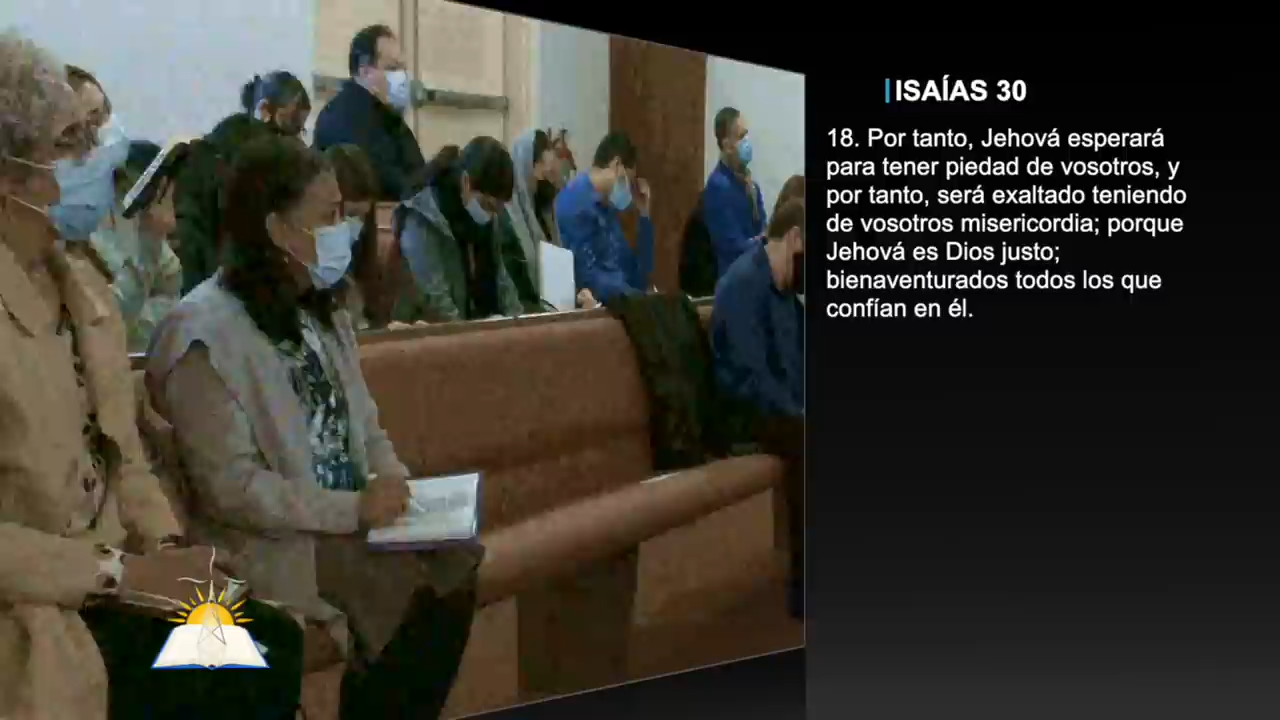 ISAÍAS 30
18. Por tanto, Jehová esperará
para tener piedad de vosotros, y
por tanto, será exaltado teniendo
de vosotros misericordia; porque
Jehová es Dios justo;
bienaventurados todos los que
confían en él.